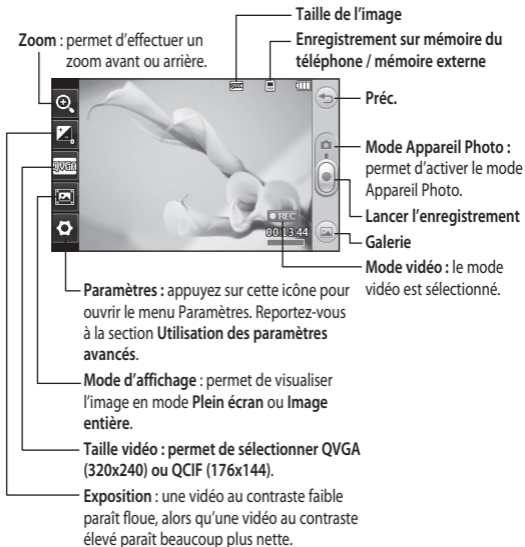 Taille de l'image
Zoom : permet d'effectuer un
zoom avant ou arrière.
Enregistrement sur mémoire du
téléphone / mémoire externe
Préc.
Mode Appareil Photo :
permet d'activer le mode
Appareil Photo.
Lancer l'enregistrement
Galerie
Mode vidéo : le mode
vidéo est sélectionné.
QVGA
QVGA
0
REC
00:13:44
Paramètres : appuyez sur cette icône pour
ouvrir le menu Paramètres. Reportez-vous
à la section Utilisation des paramètres
avancés.
Mode d'affichage : permet de visualiser
l'image en mode Plein écran ou Image
entière.
Taille vidéo : permet de sélectionner QVGA
(320x240) ou QCIF (176x144).
Exposition : une vidéo au contraste faible
paraît floue, alors qu'une vidéo au contraste
élevé paraît beaucoup plus nette.